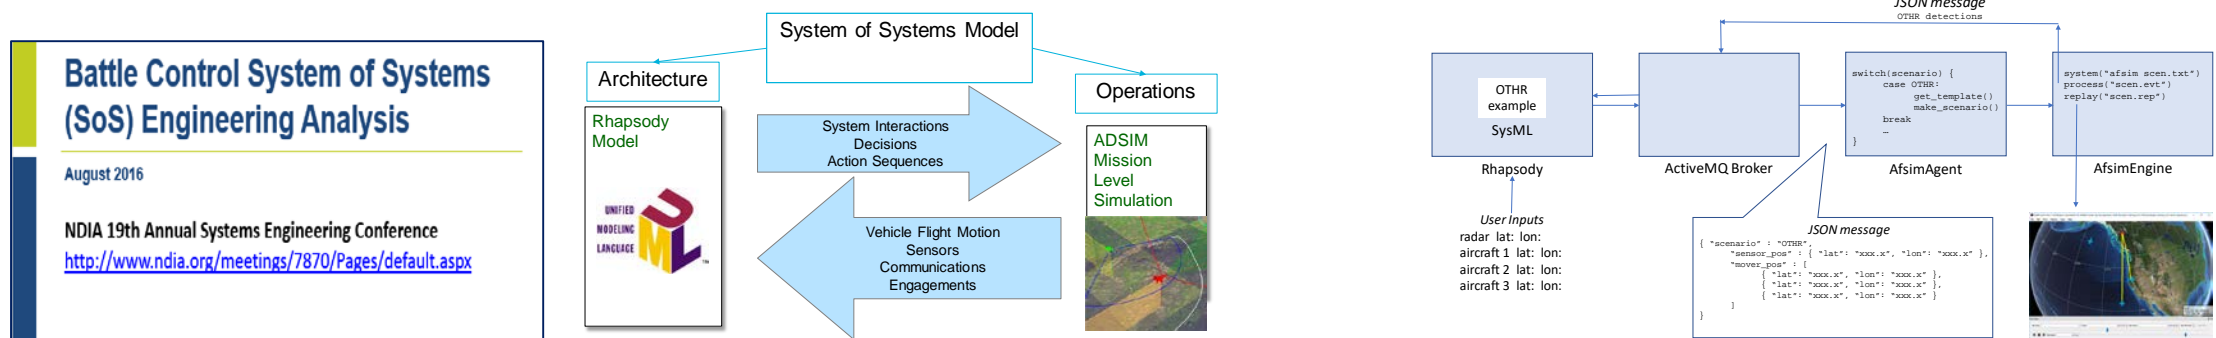 Battle Control System of Systems
(SoS) Engineering Analysis
August 2016
NDIA 19th Annual Systems Engineering Conference
http://www.ndia.org/meetings/7870/Pages/default.aspx
System of Systems Model
Architecture
Operations
Rhapsody
Model
UNIFIED
MODELING
LANGUAGE
UML
TM
System Interactions
Decisions
Action Sequences
Vehicle Flight Motion
Sensors
Communications
Engagements
ADSIM
Mission
Level
Simulation
JSON message
OTHR detections
OTHR
example
SysML
Rhapsody
ActiveMQ Broker
switch(scenario) {
case OTHR:
get_template()
make_scenario()
break
…
}
AfsimAgent
system("afsim scen.txt")
process("scen.evt")
replay("scen.rep")
AfsimEngine
User Inputs
radar lat: lon:
aircraft 1 lat: lon:
aircraft 2 lat: lon:
aircraft 3 lat: lon:
JSON message
{ "scenario" : "OTHR",
"sensor_pos" : { "lat": "xxx.x", "lon": "xxx.x" },
"mover_pos" : [
{ "lat": "xxx.x", "lon": "xxx.x" },
{ "lat": "xxx.x", "lon": "xxx.x" },
{ "lat": "xxx.x", "lon": "xxx.x" }
]
}